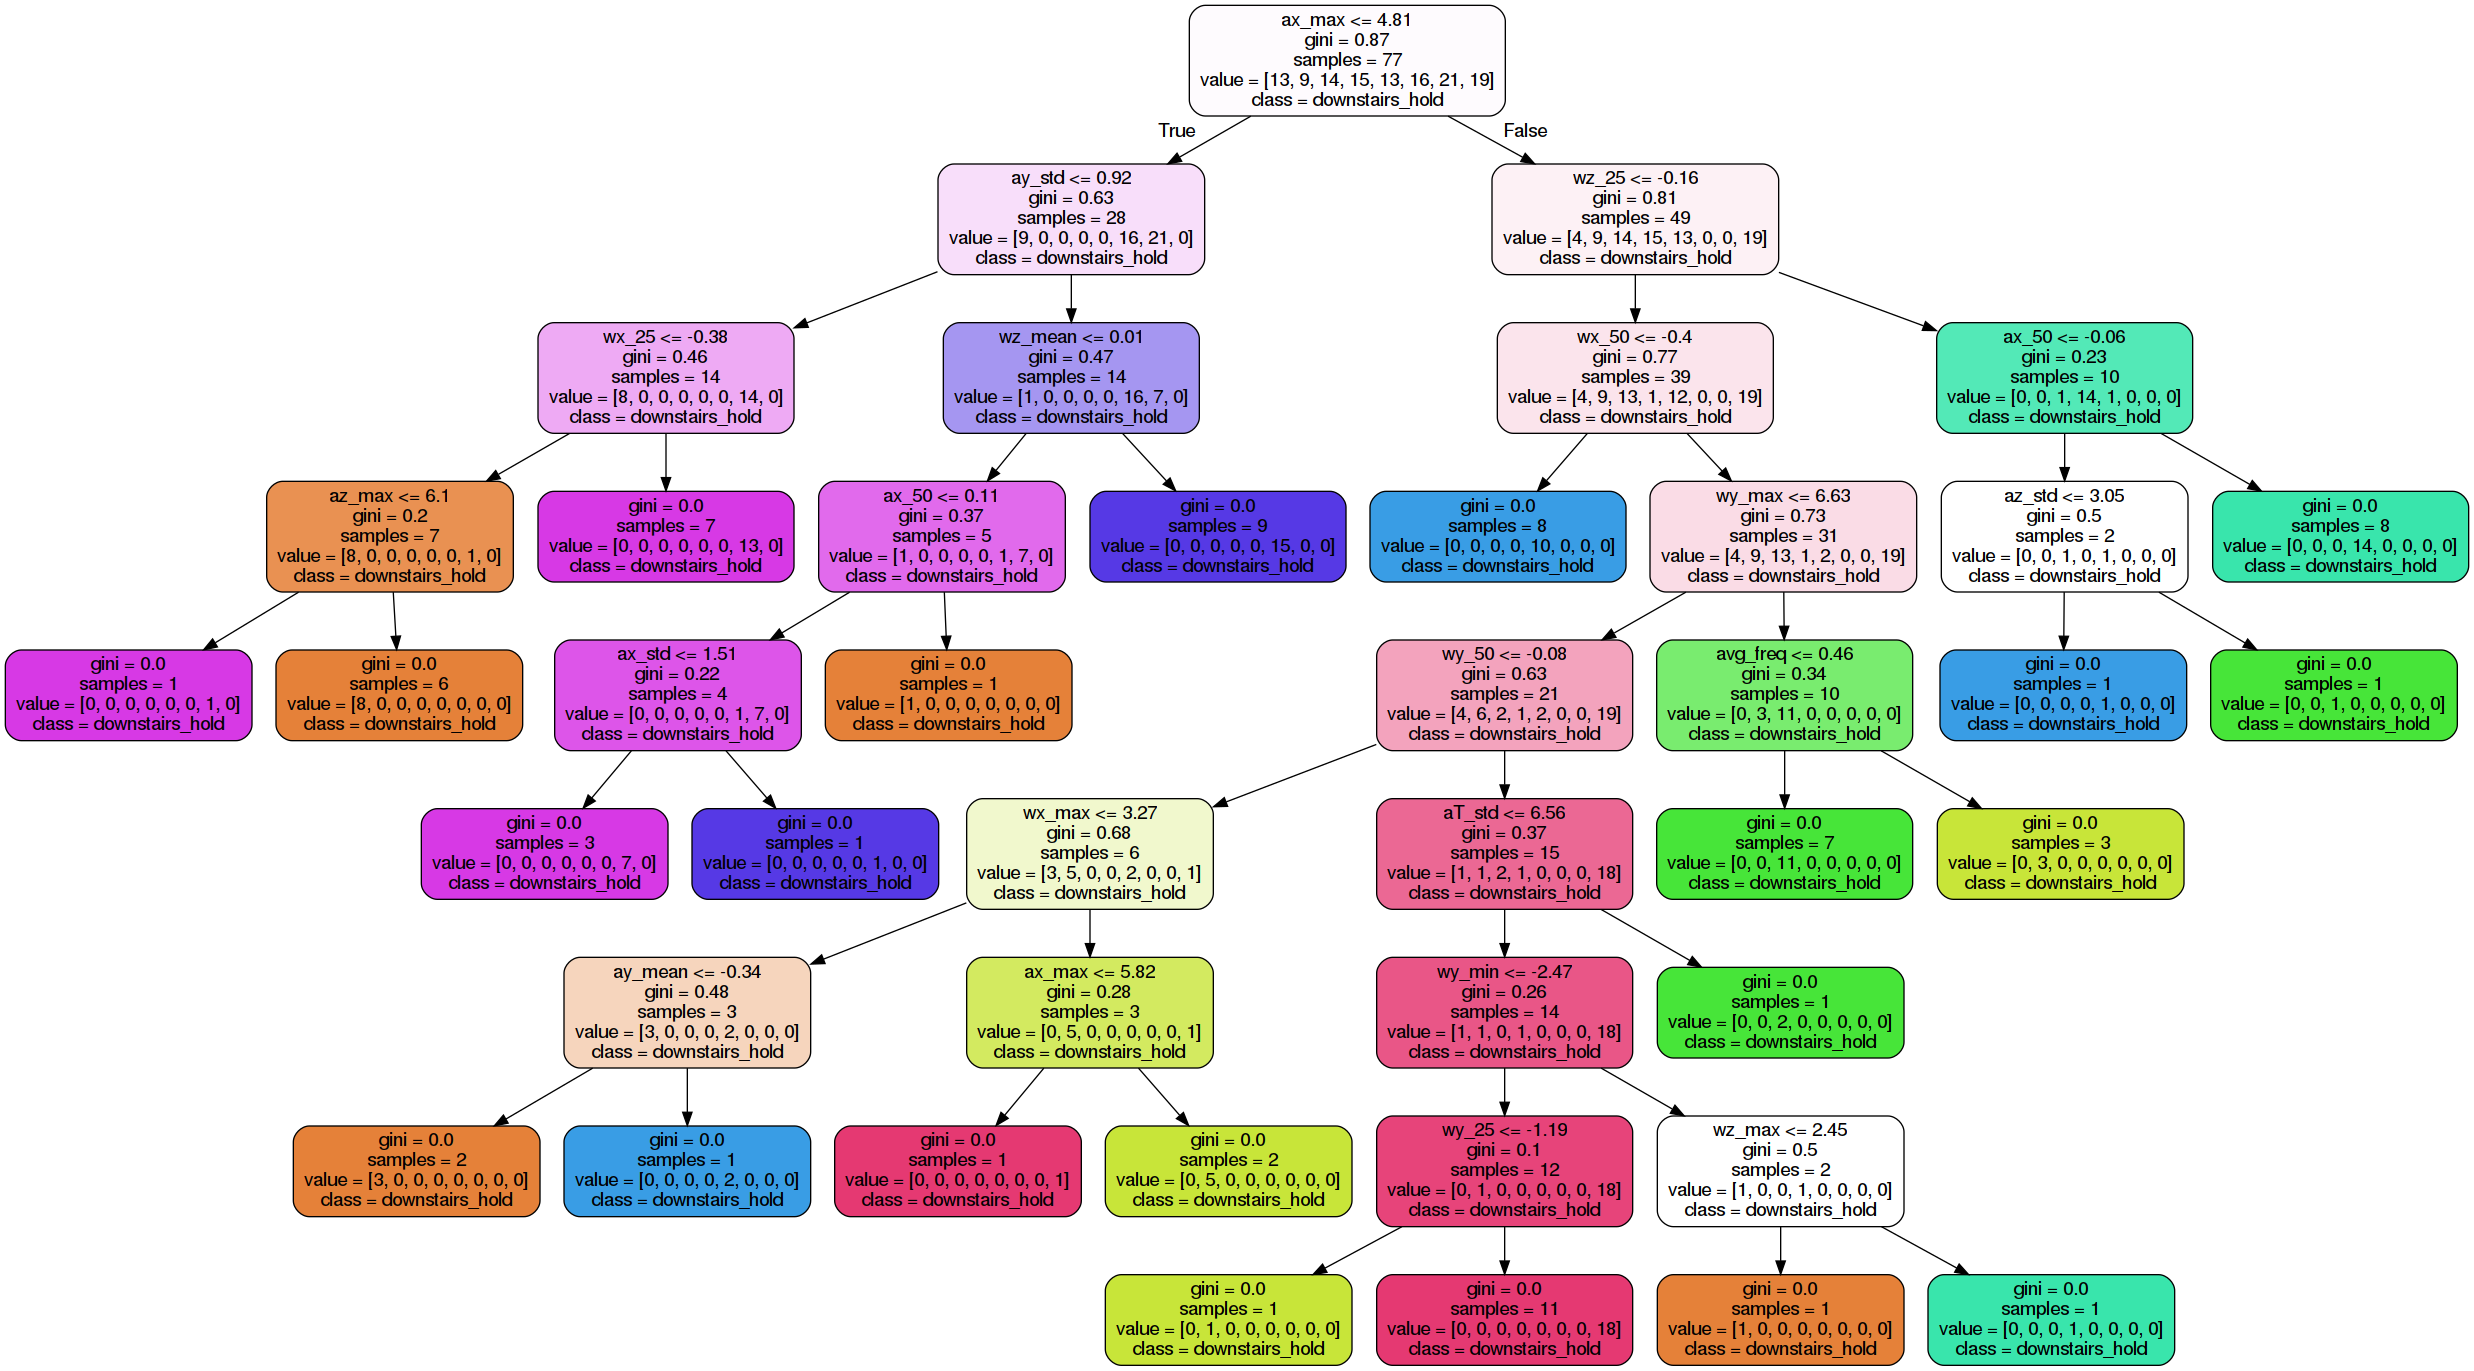 ax_max <= 4.81
gini = 0.87
samples = 77
value = [13, 9, 14, 15, 13, 16, 21, 19]
class = downstairs_hold
True
False
ay_std <= 0.92
gini = 0.63
samples = 28
value = [9, 0, 0, 0, 0, 16, 21, 0]
class = downstairs_hold
wz_25 <= -0.16
gini = 0.81
samples = 49
value = [4, 9, 14, 15, 13, 0, 0, 19]
class = downstairs_hold
wx_25 <= -0.38
gini = 0.46
samples = 14
value = [8, 0, 0, 0, 0, 0, 14, 0]
class = downstairs_hold
wz_mean <= 0.01
gini = 0.47
samples = 14
value = [1, 0, 0, 0, 0, 16, 7, 0]
class = downstairs_hold
wx_50 <= -0.4
gini = 0.77
samples = 39
value = [4, 9, 13, 1, 12, 0, 0, 19]
class = downstairs_hold
ax_50 <= -0.06
gini = 0.23
samples = 10
value = [0, 0, 1, 14, 1, 0, 0, 0]
class = downstairs_hold
az_max <= 6.1
gini = 0.2
samples = 7
value = [8, 0, 0, 0, 0, 0, 1, 0]
class = downstairs_hold
gini = 0.0
samples = 7
value = [0, 0, 0, 0, 0, 0, 13, 0]
class = downstairs_hold
ax_50 <= 0.11
gini = 0.37
samples = 5
value = [1, 0, 0, 0, 0, 1, 7, 0]
class = downstairs_hold
gini = 0.0
samples = 9
value = [0, 0, 0, 0, 0, 15, 0, 0]
class = downstairs_hold
gini = 0.0
samples = 8
value = [0, 0, 0, 0, 10, 0, 0, 0]
class = downstairs_hold
wy_max <= 6.63
gini = 0.73
samples = 31
value = [4, 9, 13, 1, 2, 0, 0, 19]
class = downstairs_hold
az_std <= 3.05
gini = 0.5
samples = 2
value = [0, 0, 1, 0, 1, 0, 0, 0]
class = downstairs_hold
gini = 0.0
samples = 8
value = [0, 0, 0, 14, 0, 0, 0, 0]
class = downstairs_hold
gini = 0.0
samples = 1
value = [0, 0, 0, 0, 0, 0, 1, 0]
class = downstairs_hold
gini = 0.0
samples = 6
value = [8, 0, 0, 0, 0, 0, 0, 0]
class = downstairs_hold
ax_std <= 1.51
gini = 0.22
samples = 4
value = [0, 0, 0, 0, 0, 1, 7, 0]
class = downstairs_hold
gini = 0.0
samples = 1
value = [1, 0, 0, 0, 0, 0, 0, 0]
class = downstairs_hold
wy_50 <= -0.08
gini = 0.63
samples = 21
value = [4, 6, 2, 1, 2, 0, 0, 19]
class = downstairs_hold
avg_freq <= 0.46
gini = 0.34
samples = 10
value = [0, 3, 11, 0, 0, 0, 0, 0]
class = downstairs_hold
gini = 0.0
samples = 1
value = [0, 0, 0, 0, 1, 0, 0, 0]
class = downstairs_hold
gini = 0.0
samples = 1
value = [0, 0, 1, 0, 0, 0, 0, 0]
class = downstairs_hold
gini = 0.0
samples = 3
value = [0, 0, 0, 0, 0, 0, 7, 0]
class = downstairs_hold
gini = 0.0
samples = 1
value = [0, 0, 0, 0, 0, 1, 0, 0]
class = downstairs_hold
wx_max <= 3.27
gini = 0.68
samples = 6
value = [3, 5, 0, 0, 2, 0, 0, 1]
class = downstairs_hold
aT_std <= 6.56
gini = 0.37
samples = 15
value = [1, 1, 2, 1, 0, 0, 0, 18]
class = downstairs_hold
gini = 0.0
samples = 7
value = [0, 0, 11, 0, 0, 0, 0, 0]
class = downstairs_hold
gini = 0.0
samples = 3
value = [0, 3, 0, 0, 0, 0, 0, 0]
class = downstairs_hold
ay_mean <= -0.34
gini = 0.48
samples = 3
value = [3, 0, 0, 0, 2, 0, 0, 0]
class = downstairs_hold
ax_max <= 5.82
gini = 0.28
samples = 3
value = [0, 5, 0, 0, 0, 0, 0, 1]
class = downstairs_hold
wy_min <= -2.47
gini = 0.26
samples = 14
value = [1, 1, 0, 1, 0, 0, 0, 18]
class = downstairs_hold
gini = 0.0
samples = 1
value = [0, 0, 2, 0, 0, 0, 0, 0]
class = downstairs_hold
gini = 0.0
samples = 2
value = [3, 0, 0, 0, 0, 0, 0, 0]
class = downstairs_hold
gini = 0.0
samples = 1
value = [0, 0, 0, 0, 2, 0, 0, 0]
class = downstairs_hold
gini = 0.0
samples = 1
value = [0, 0, 0, 0, 0, 0, 0, 1]
class = downstairs_hold
gini = 0.0
samples = 2
value = [0, 5, 0, 0, 0, 0, 0, 0]
class = downstairs_hold
wy_25 <= -1.19
gini = 0.1
samples = 12
value = [0, 1, 0, 0, 0, 0, 0, 18]
class = downstairs_hold
wz_max <= 2.45
gini = 0.5
samples = 2
value = [1, 0, 0, 1, 0, 0, 0, 0]
class = downstairs_hold
gini = 0.0
samples = 1
value = [0, 1, 0, 0, 0, 0, 0, 0]
class = downstairs_hold
gini = 0.0
samples = 11
value = [0, 0, 0, 0, 0, 0, 0, 18]
class = downstairs_hold
gini = 0.0
samples = 1
value = [1, 0, 0, 0, 0, 0, 0, 0]
class = downstairs_hold
gini = 0.0
samples = 1
value = [0, 0, 0, 1, 0, 0, 0, 0]
class = downstairs_hold